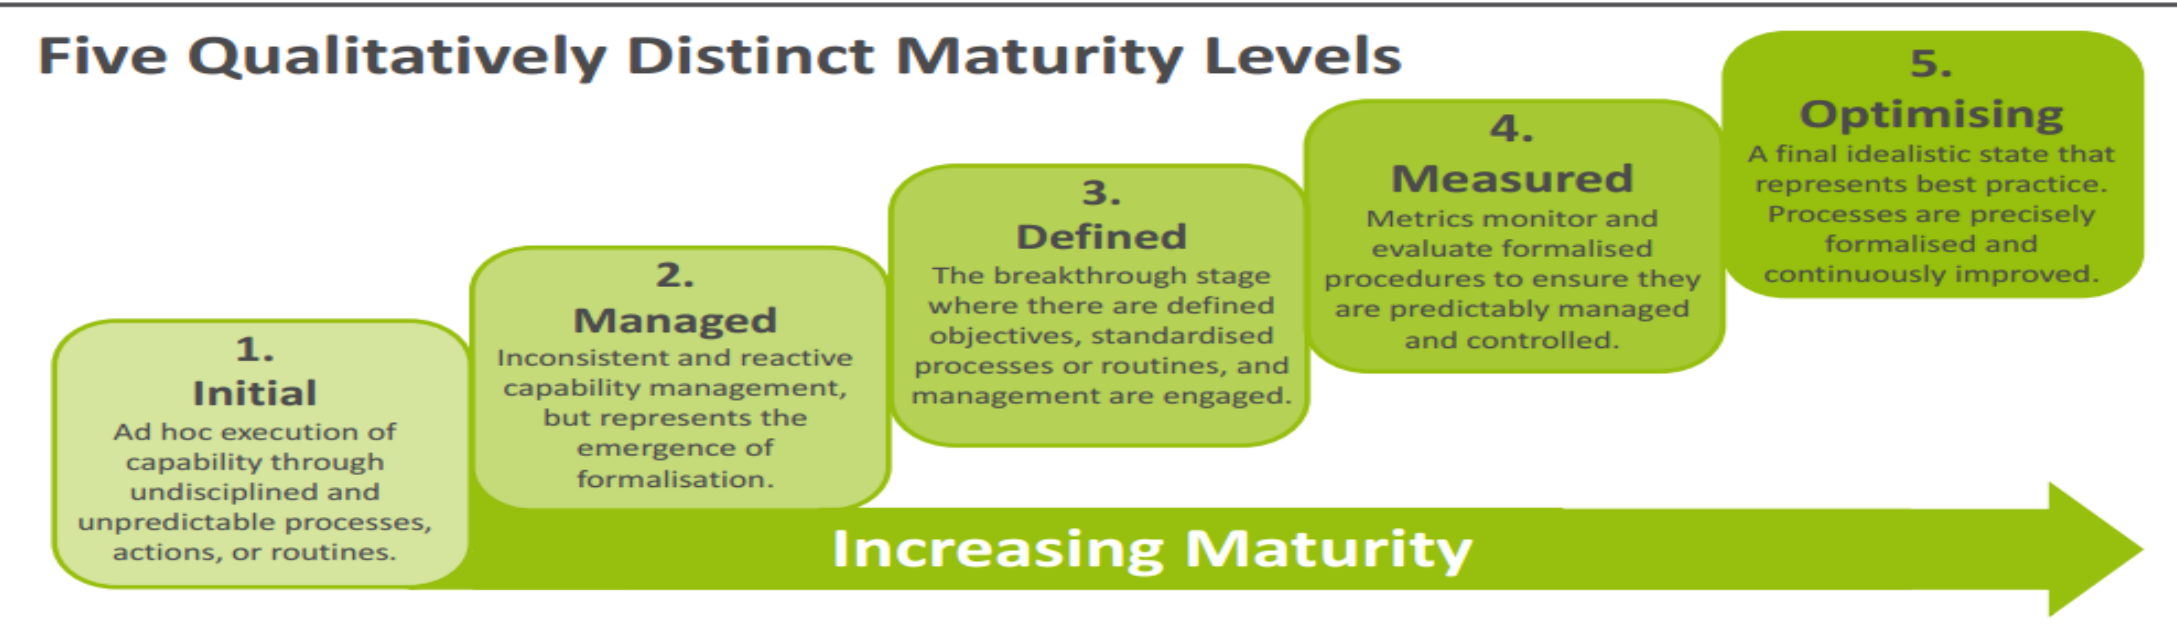 Five Qualitatively Distinct Maturity Levels
1.
Initial
Ad hoc execution of
capability through
undisciplined and
unpredictable processes,
actions, or routines.
2.
Managed
Inconsistent and reactive
capability management,
but represents the
emergence of
formalisation.
3.
Defined
The breakthrough stage
where there are defined
objectives, standardised
processes or routines, and
management are engaged.
4.
Measured
Metrics monitor and
evaluate formalised
procedures to ensure they
are predictably managed
and controlled.
5.
Optimising
A final idealistic state that
represents best practice.
Processes are precisely
formalised and
continuously improved.
Increasing Maturity